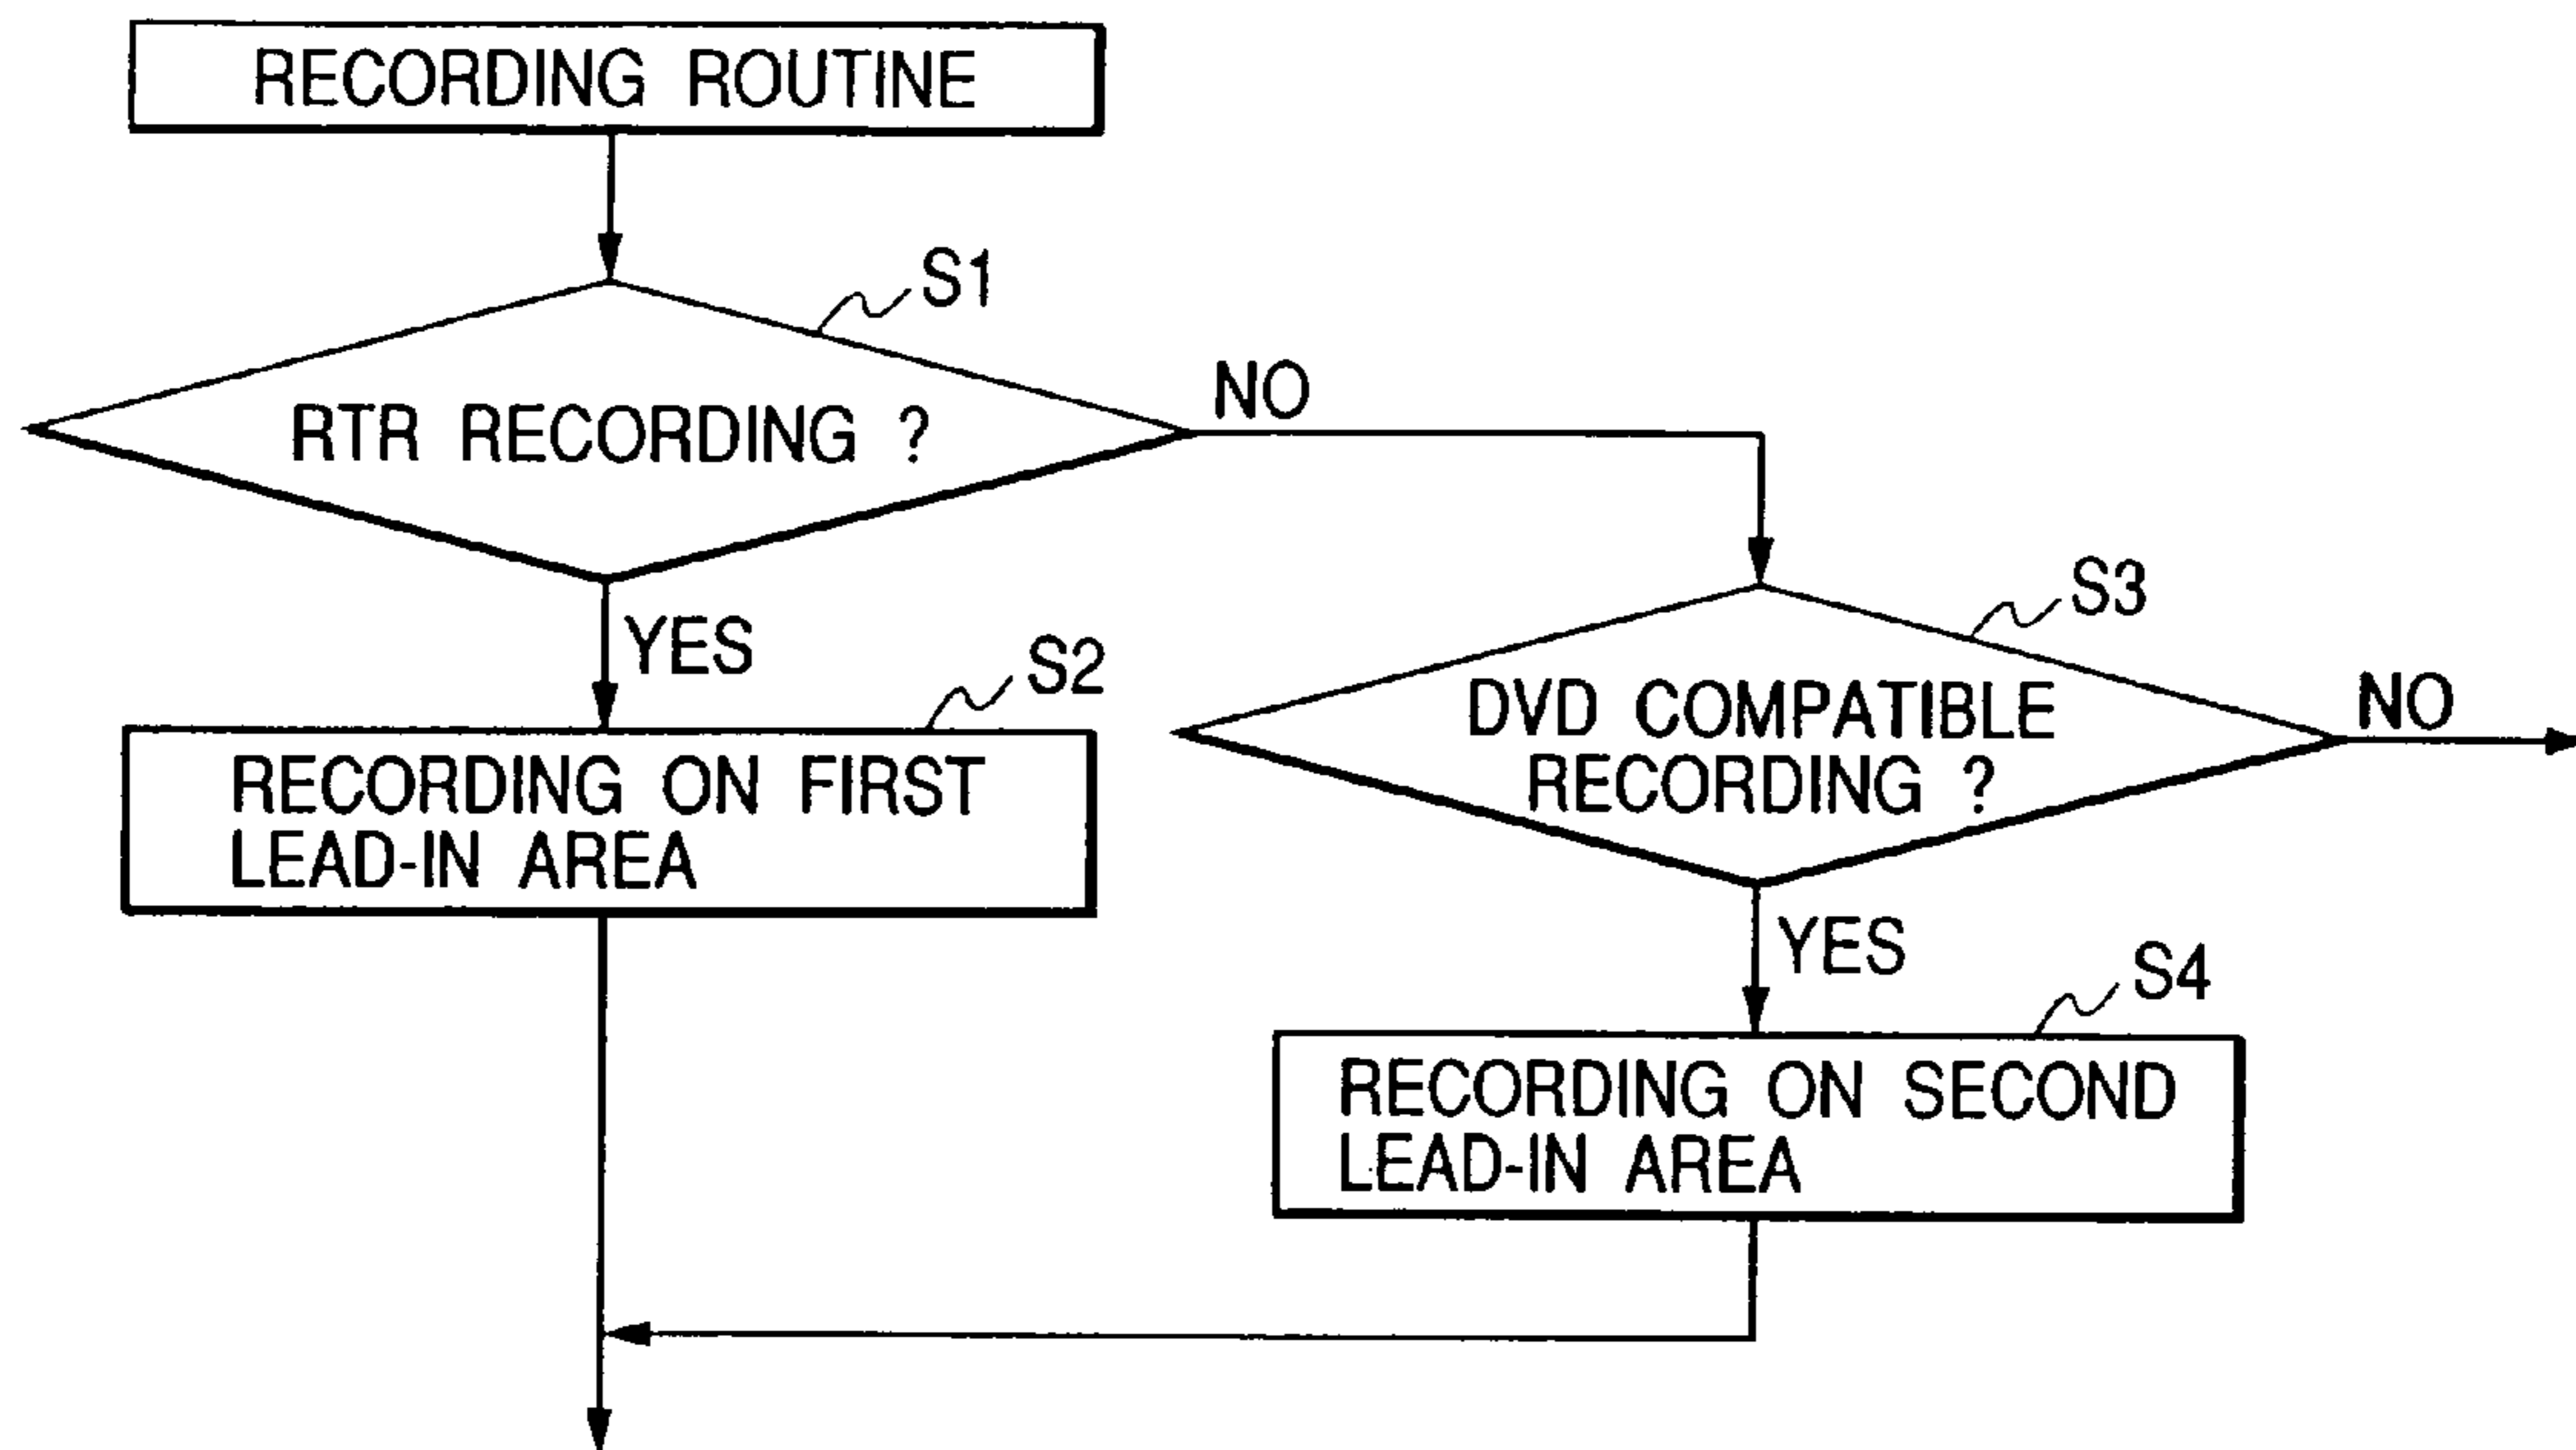 RECORDING ROUTINE
S1
RTR RECORDING ?
NO
YES
S2
RECORDING ON FIRST
LEAD-IN AREA
S3
DVD COMPATIBLE
RECORDING ?
NO
YES
S4
RECORDING ON SECOND
LEAD-IN AREA